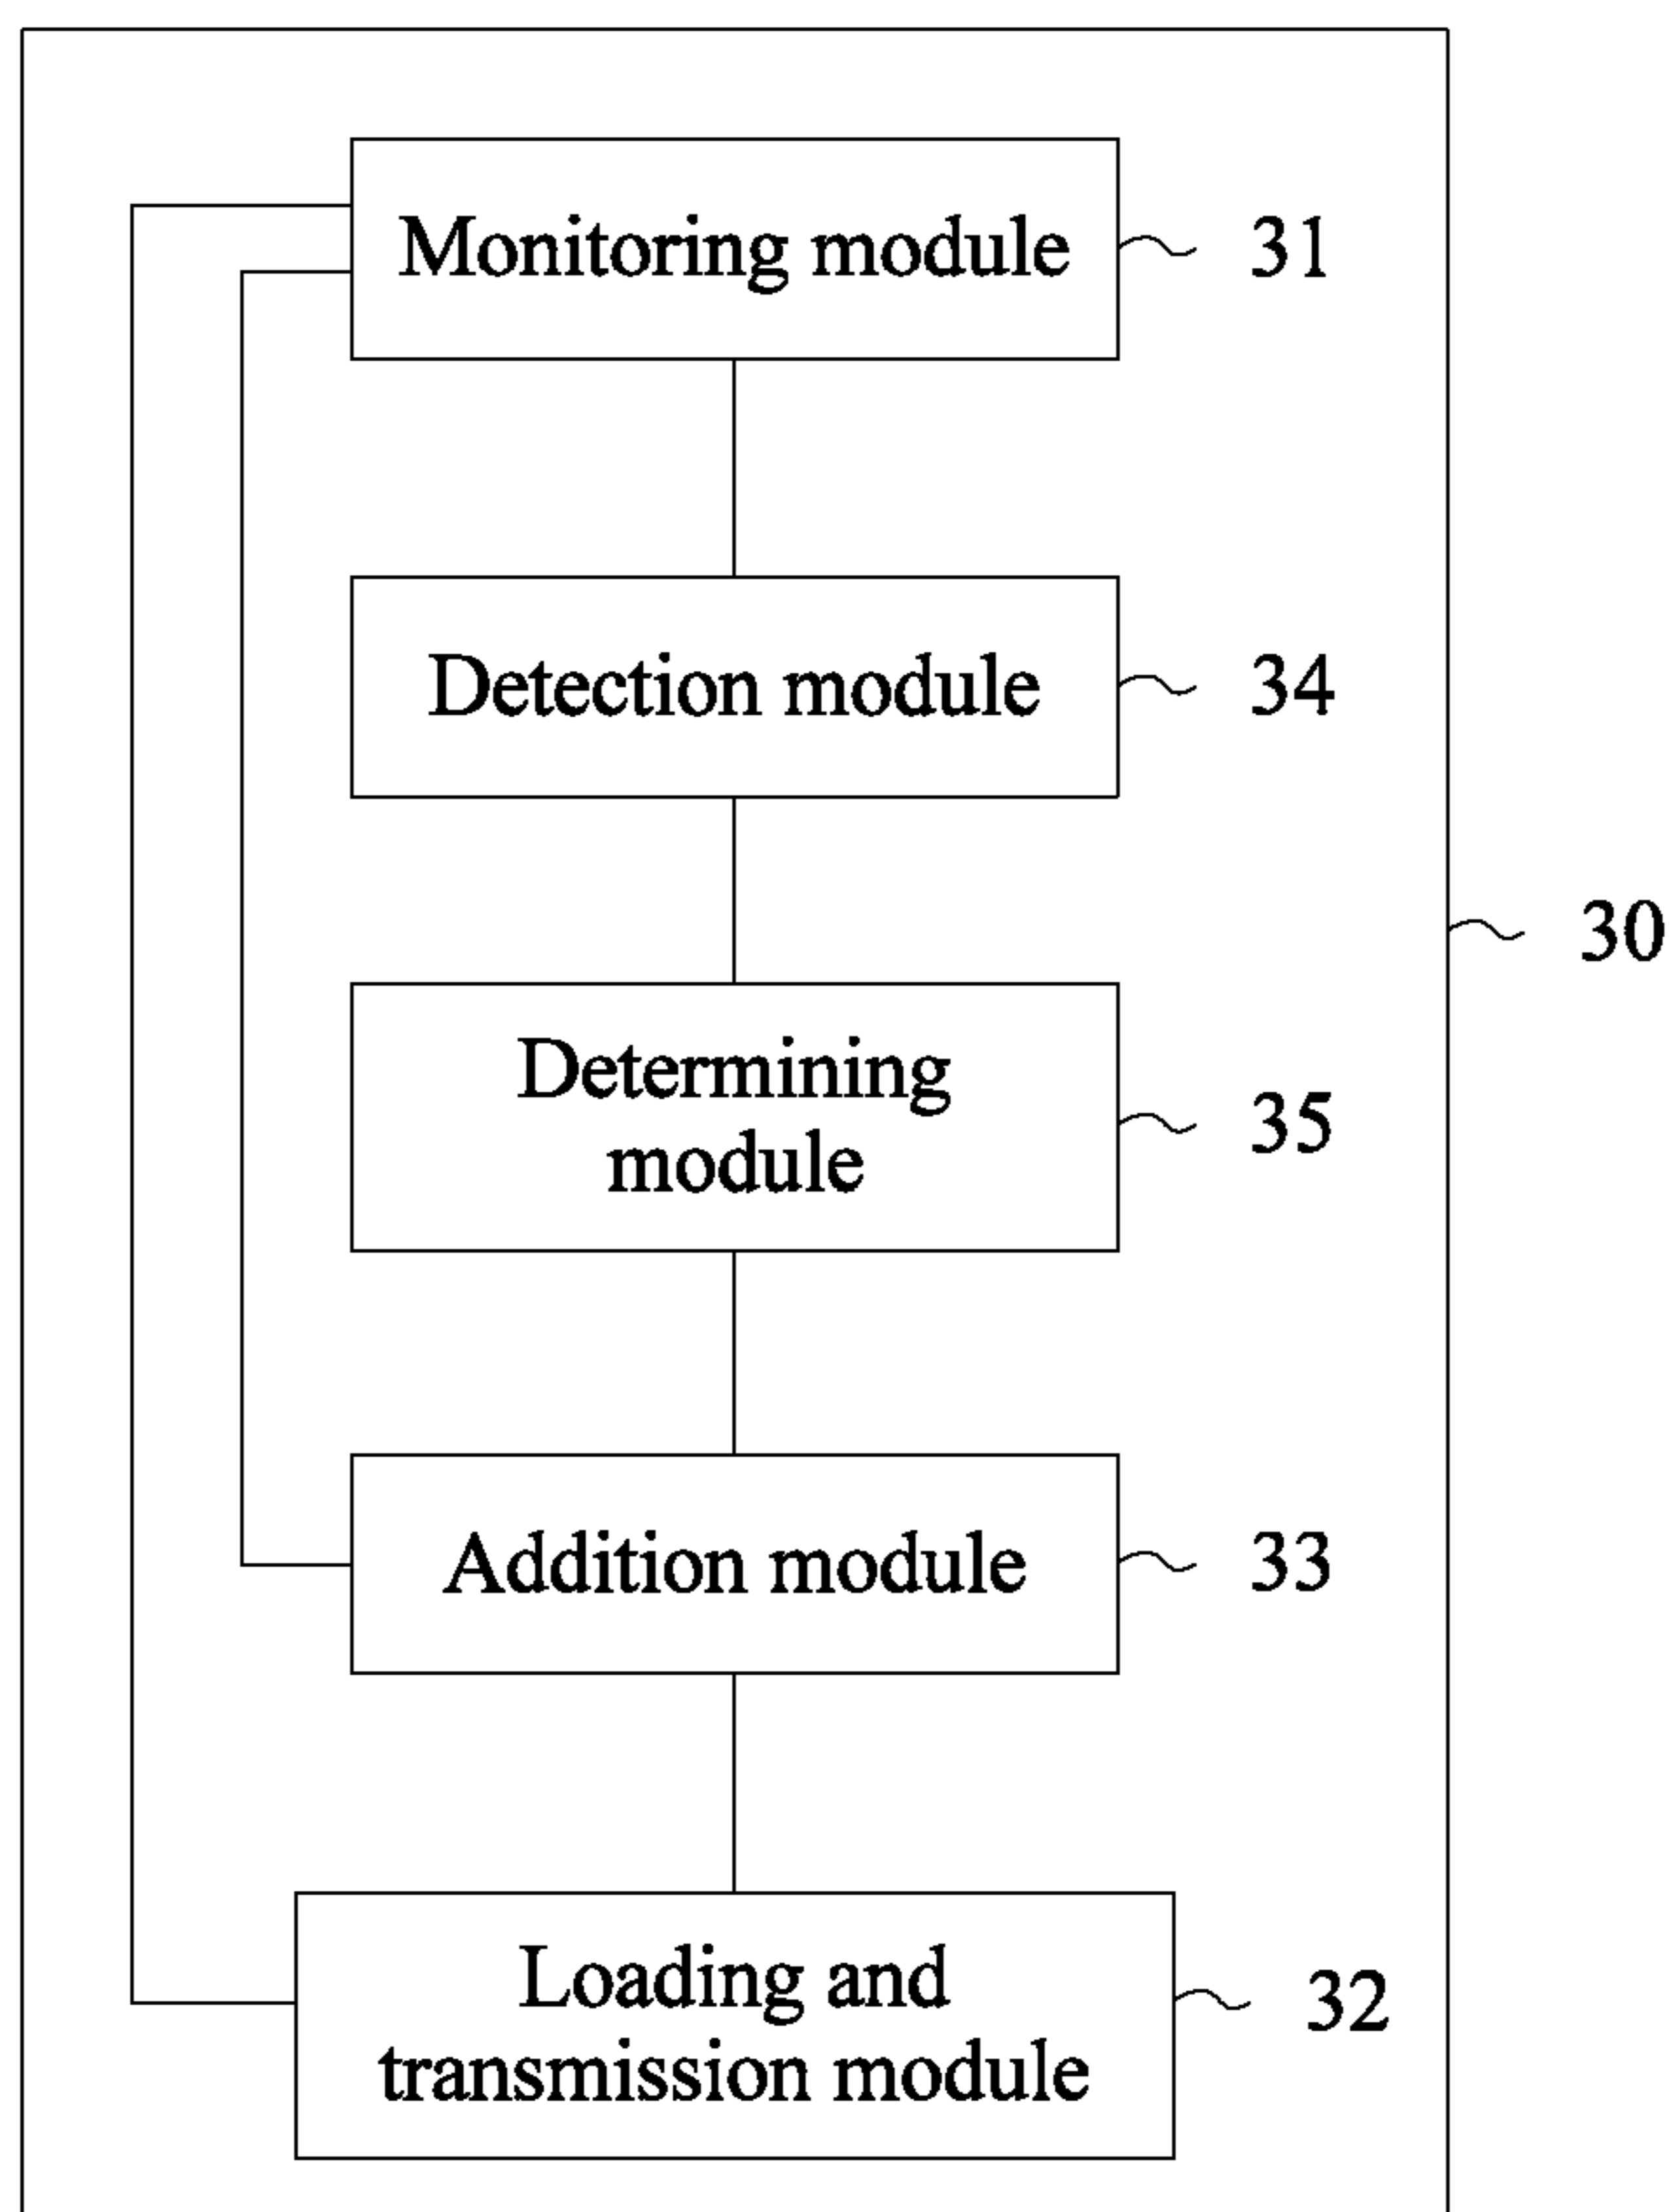 Monitoring module
31
Detection module
34
30
Determining
module
35
Addition module
33
Loading and
transmission module
32